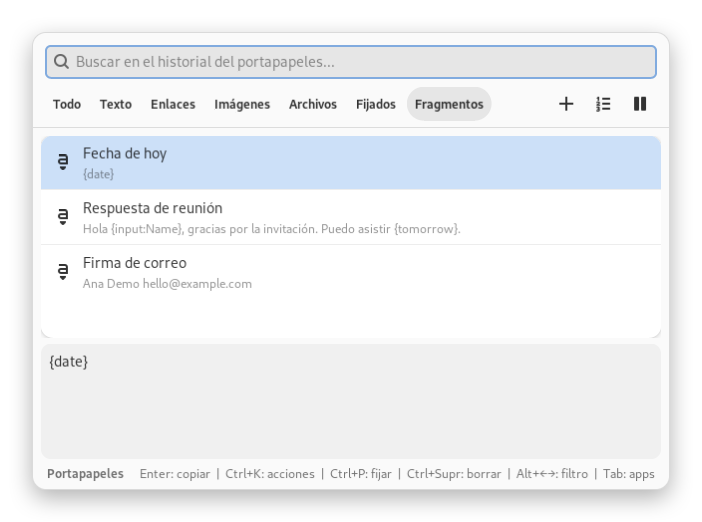 Buscar en el historial del portapapeles...
Todo Texto Enlaces Imágenes Archivos Fijados Fragmentos
Fecha de hoy
{date}
Respuesta de reunión
Hola {input:Name}, gracias por la invitación. Puedo asistir {tomorrow}.
Firma de correo
Ana Demo hello@example.com
{date}
Portapapeles Enter: copiar | Ctrl+K: acciones | Ctrl+P: fijar | Ctrl+Supr: borrar | Alt+←→: filtro | Tab: apps